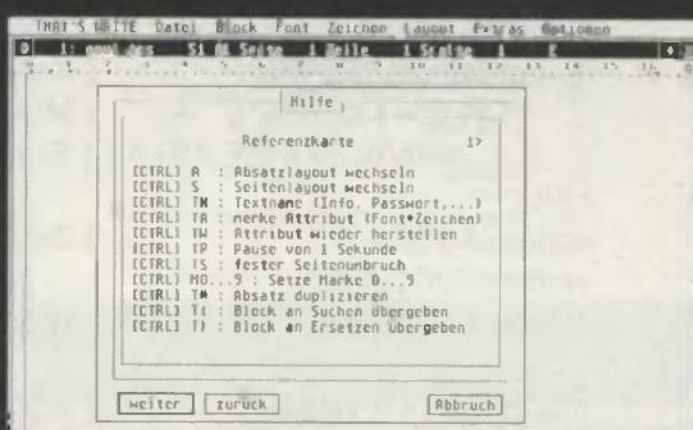 THAT'S WRITE Datei Block Font Zeichen Layout Extras Optionen
1: Seite 1 Zeile 1 Spalte 1 E
Hilfe
Referenzkarte 1>
[CTRL] A : Absatzlayout wechseln
[CTRL] S : Seitenlayout wechseln
[CTRL] TN : Textname (Info, Passwort,...)
[CTRL] TA : merke Attribut (Font+Zeichen)
[CTRL] TW : Attribut wieder herstellen
[CTRL] TP : Pause von 1 Sekunde
[CTRL] TS : fester Seitenumbruch
[CTRL] M0...9 : Setze Marke 0...9
[CTRL] T* : Absatz duplizieren
[CTRL] T( : Block an Suchen übergeben
[CTRL] T) : Block an Ersetzen übergeben
weiter zurück Abbruch